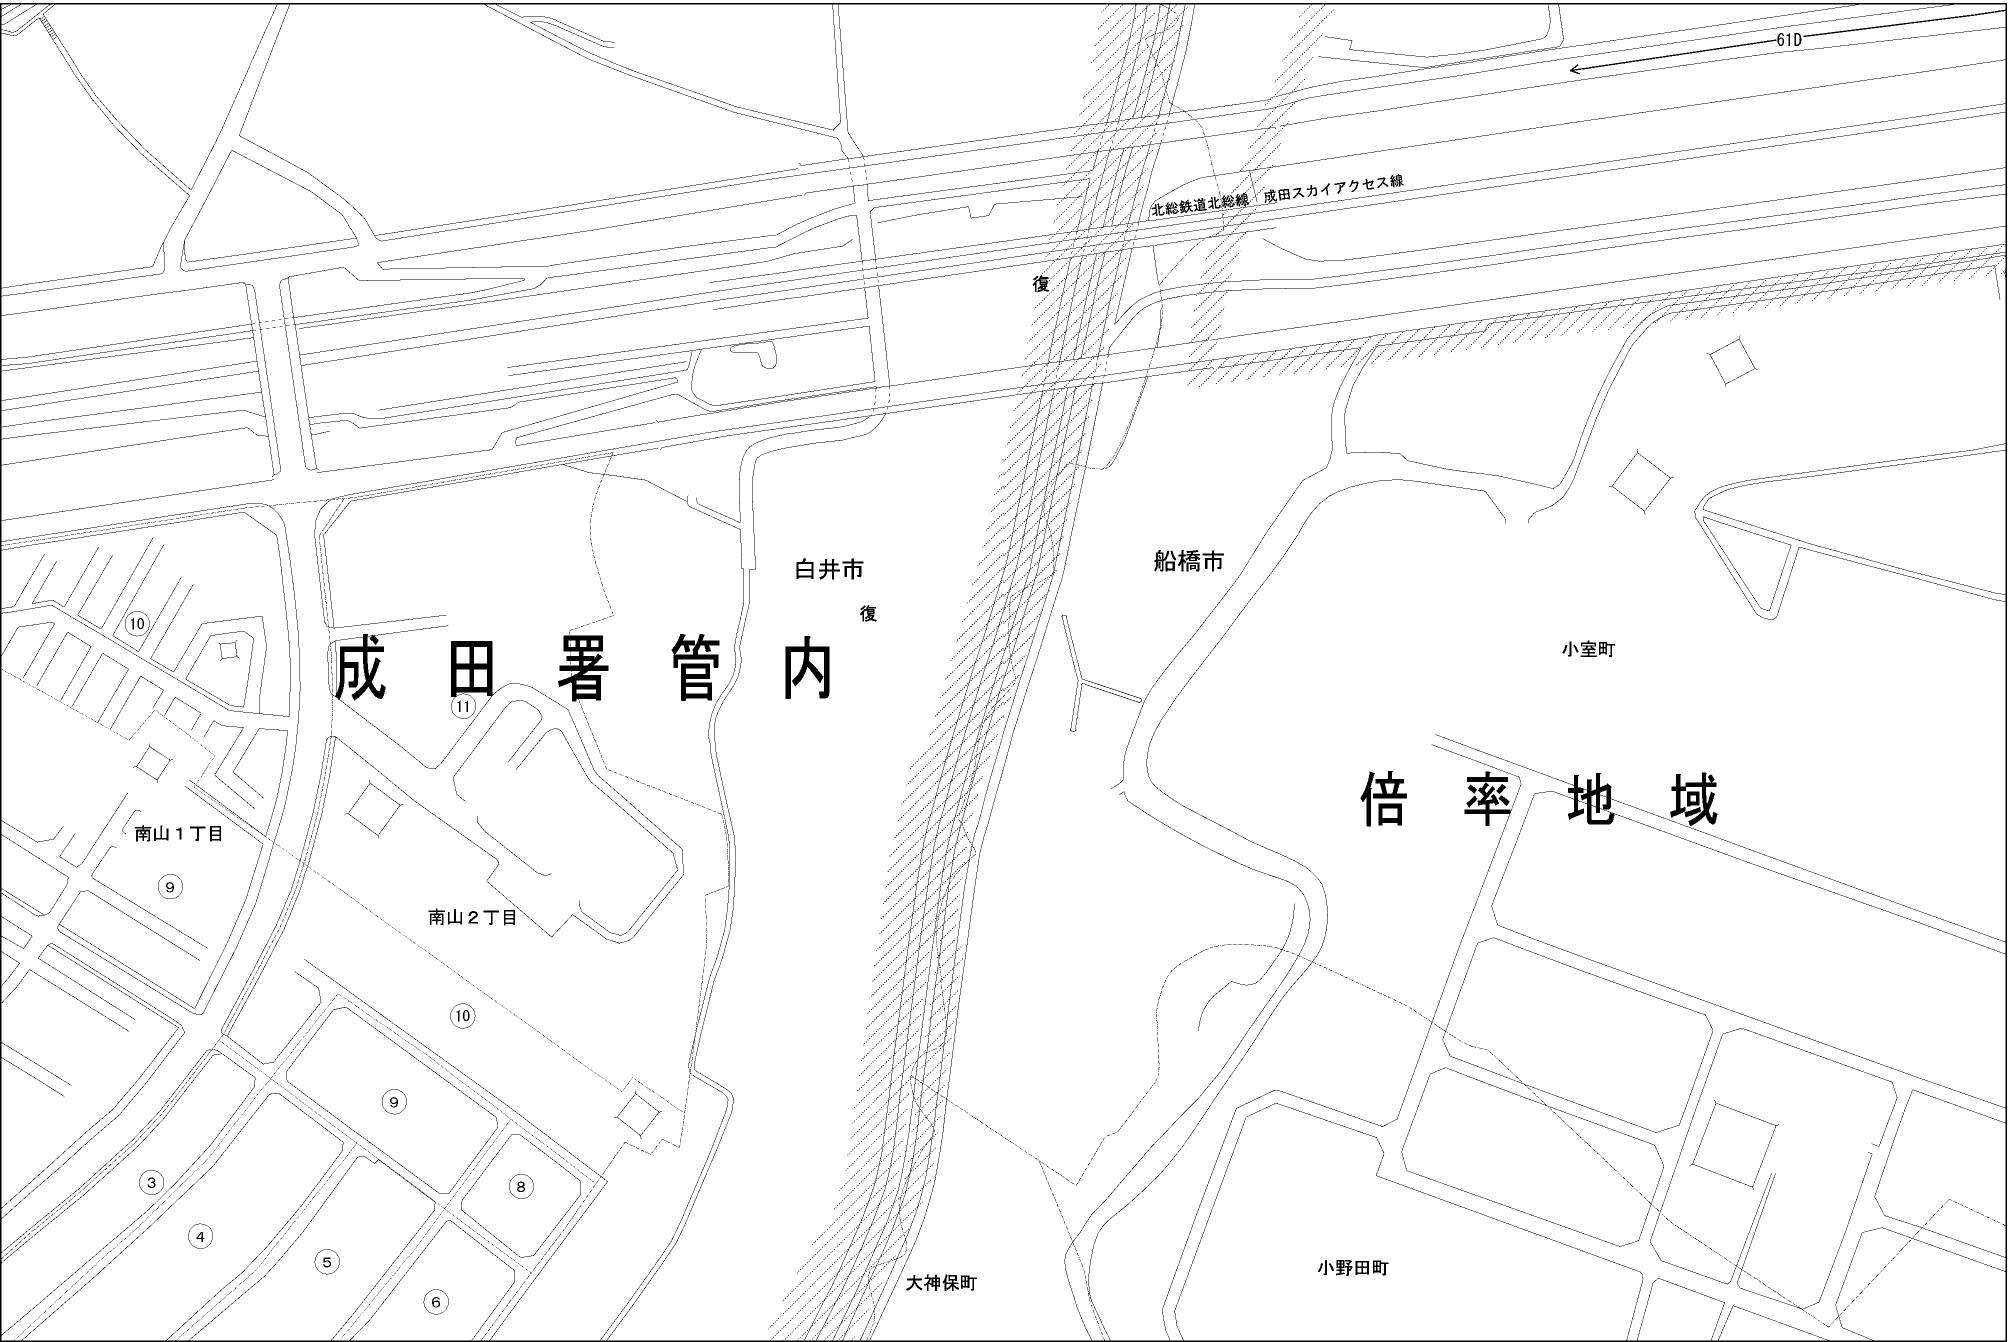 61D
北総鉄道北総線 成田スカイアクセス線
復
白井市
船橋市
復
⑩
成田署管内
小室町
⑪
倍率地域
南山1丁目
⑨
南山2丁目
⑩
⑨
③
⑧
④
⑤
小野田町
大神保町
⑥